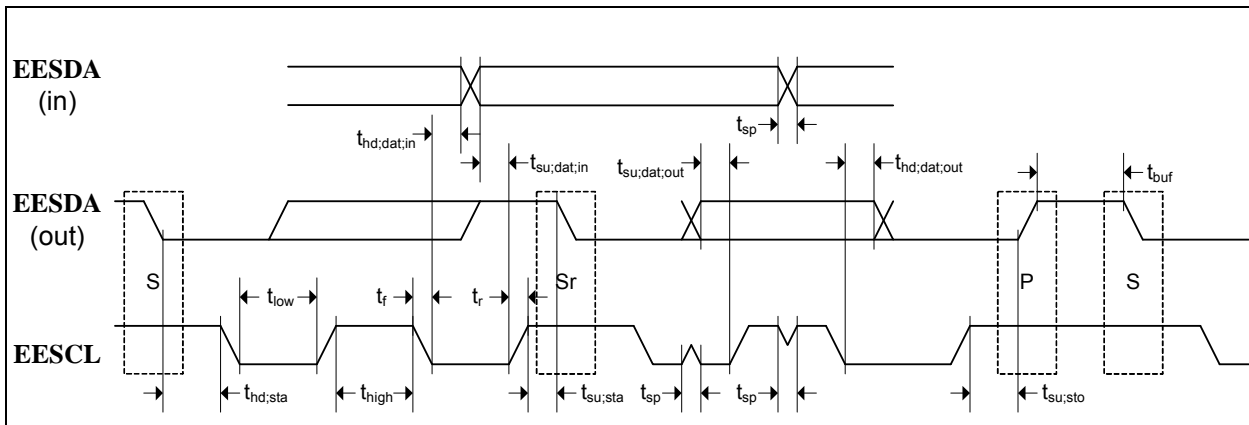 EESDA
(in)
t_hd;dat;in
t_sp
t_su;dat;in
t_su;dat;out
t_hd;dat;out
t_buf
EESDA
(out)
S
t_low
t_f
t_r
Sr
P
S
EESCL
t_hd;sta
t_high
t_su;sta
t_sp
t_sp
t_su;sto